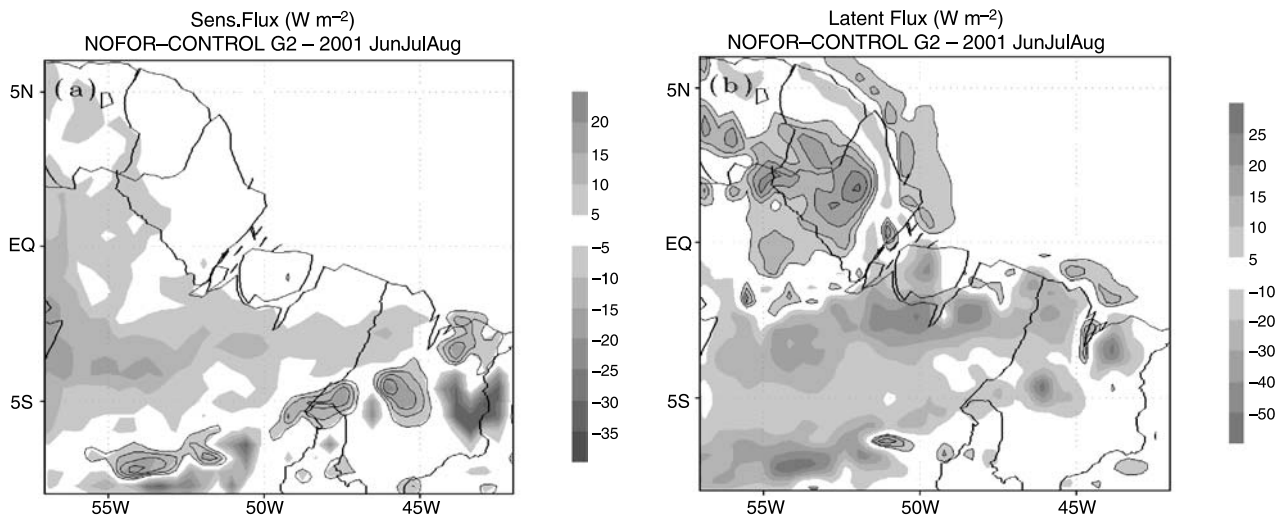 Sens.Flux (W m−2)
NOFOR–CONTROL G2 – 2001 JunJulAug
(a)
5N
EQ
5S
55W 50W 45W
20
15
10
5
−5
−10
−15
−20
−25
−30
−35
Latent Flux (W m−2)
NOFOR–CONTROL G2 – 2001 JunJulAug
(b)
5N
EQ
5S
55W 50W 45W
25
20
15
10
5
−10
−20
−30
−40
−50